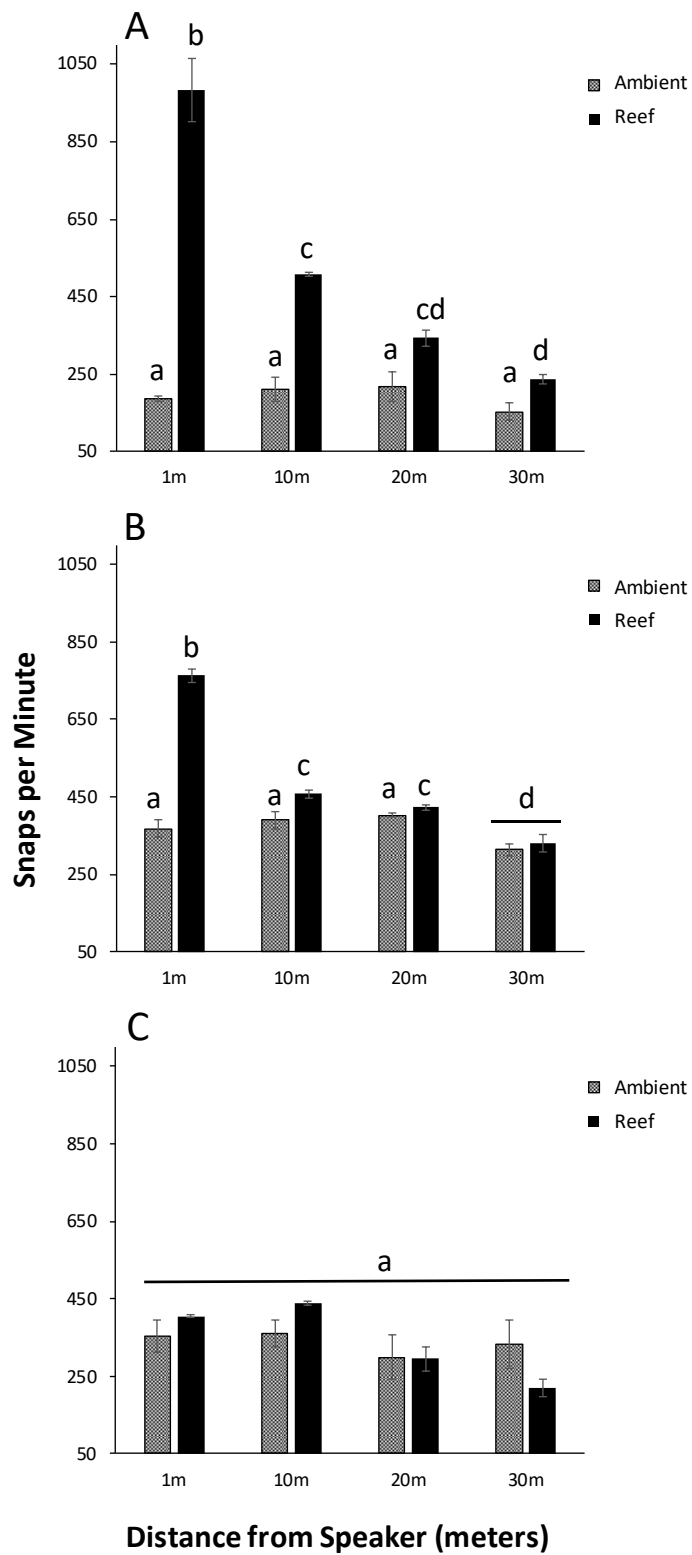 A
b
1050
Ambient
Reef
850
650
c
450
cd
a a a a d
250
50
1m 10m 20m 30m
B
1050
Ambient
Reef
850
b
650
c
450
a a a c d
250
50
1m 10m 20m 30m
Snaps per Minute
C
1050
Ambient
Reef
850
650
a
450
250
50
1m 10m 20m 30m
Distance from Speaker (meters)